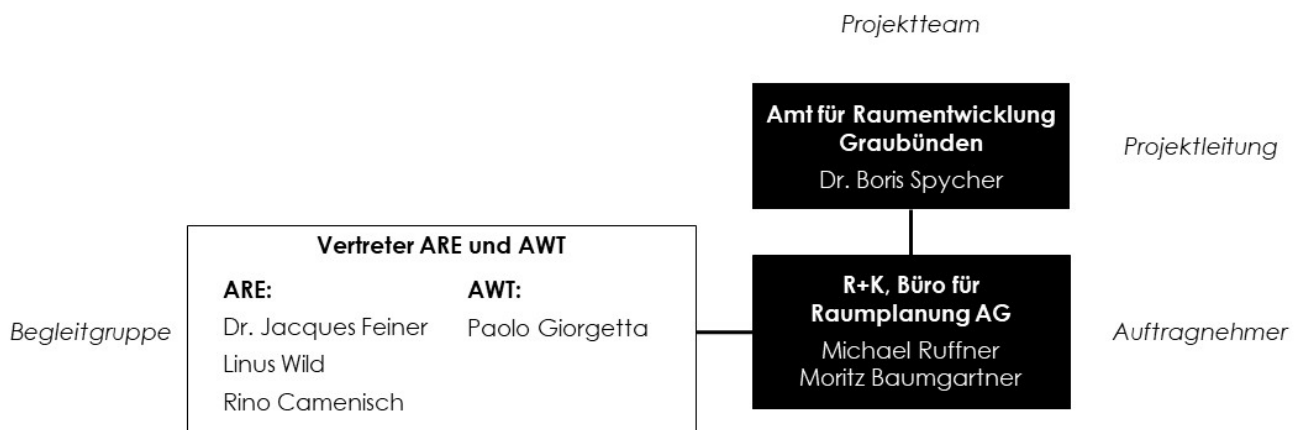 Projektteam
Amt für Raumentwicklung
Graubünden
Dr. Boris Spycher
Projektleitung
Begleitgruppe
Vertreter ARE und AWT
ARE:
Dr. Jacques Feiner
Linus Wild
Rino Camenisch
AWT:
Paolo Giorgetta
R+K, Büro für
Raumplanung AG
Michael Ruffner
Moritz Baumgartner
Auftragnehmer